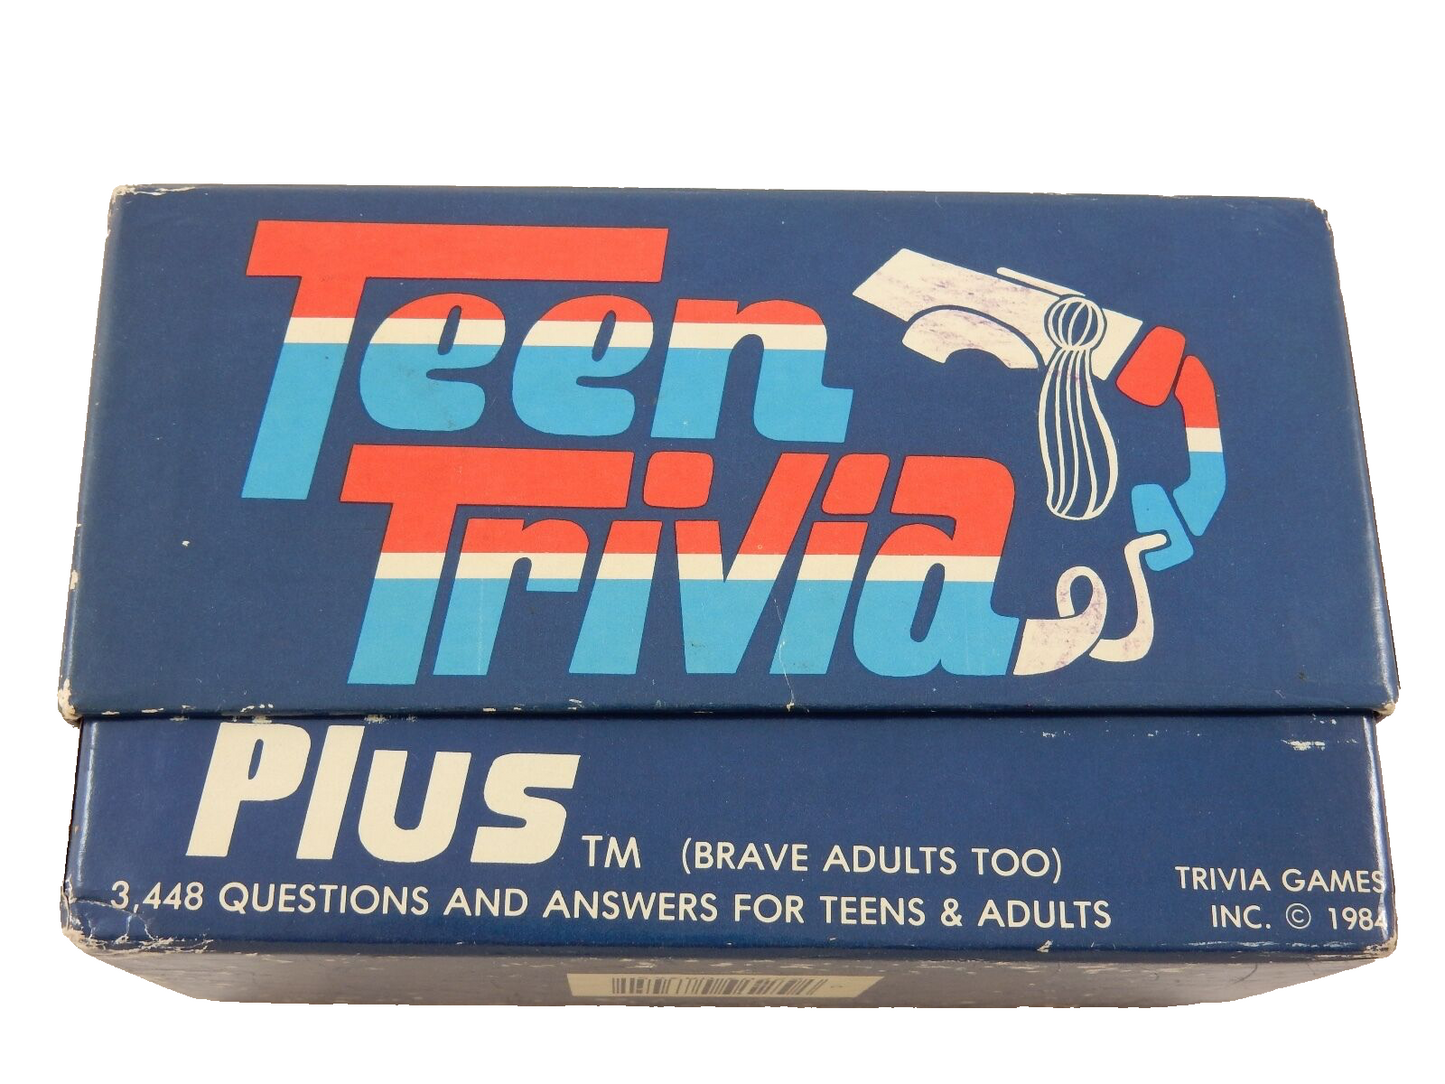 Teen
Trivia
Plus TM (BRAVE ADULTS TOO)
3,448 QUESTIONS AND ANSWERS FOR TEENS & ADULTS
TRIVIA GAMES
INC. © 1984